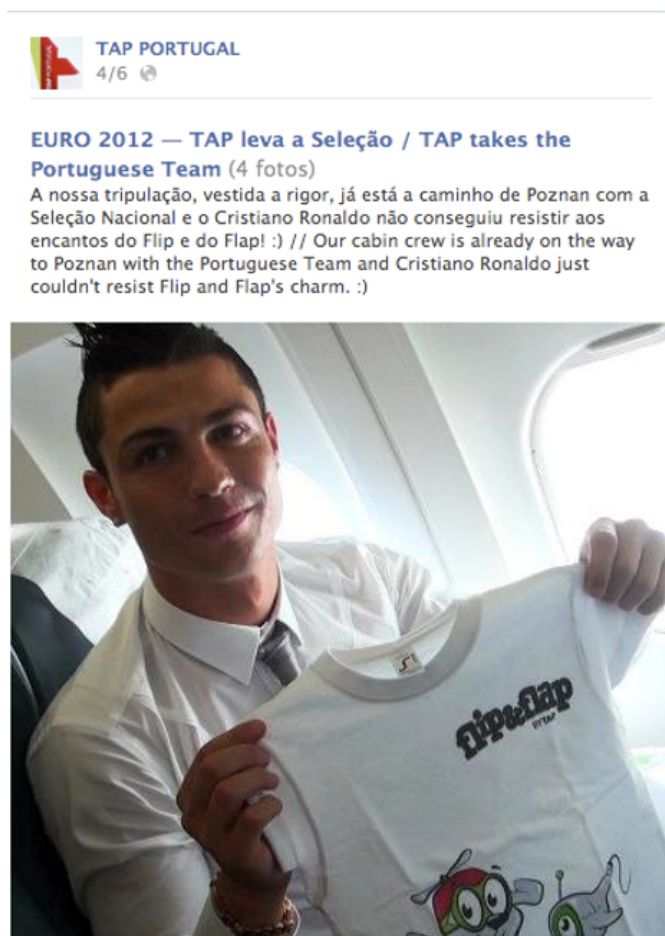 TAP PORTUGAL
4/6
EURO 2012 — TAP leva a Seleção / TAP takes the
Portuguese Team (4 fotos)
A nossa tripulação, vestida a rigor, já está a caminho de Poznan com a
Seleção Nacional e o Cristiano Ronaldo não conseguiu resistir aos
encantos do Flip e do Flap! :) // Our cabin crew is already on the way
to Poznan with the Portuguese Team and Cristiano Ronaldo just
couldn't resist Flip and Flap's charm. :)
flip&flap
BY TAP